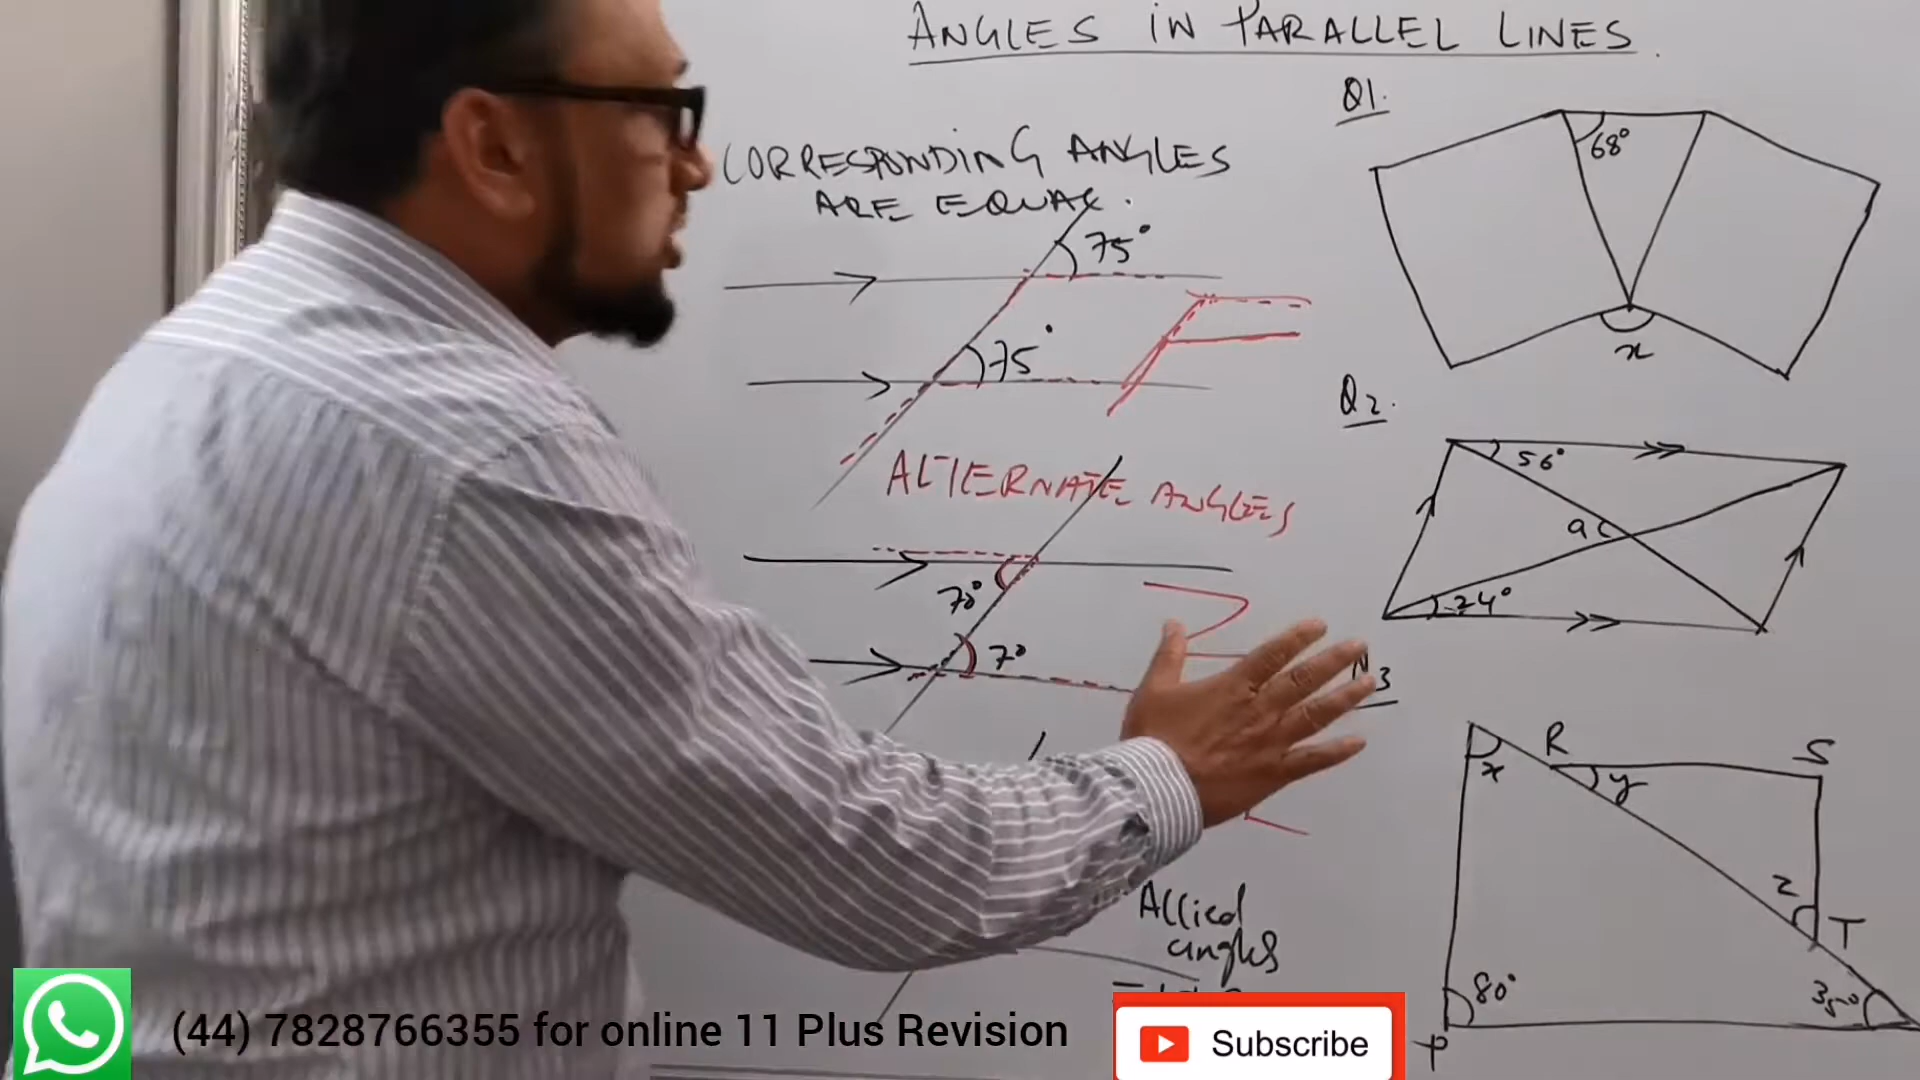 ANGLES IN PARALLEL LINES.
CORRESPONDING ANGLES
ARE EQUAL.
75°
75°
ALTERNATE ANGLES
70°
70
Allied
angles
Q1.
68°
x
Q2.
56°
a
24°
3
R
S
x
y
z
T
80°
35°
P
(44) 7828766355 for online 11 Plus Revision
Subscribe